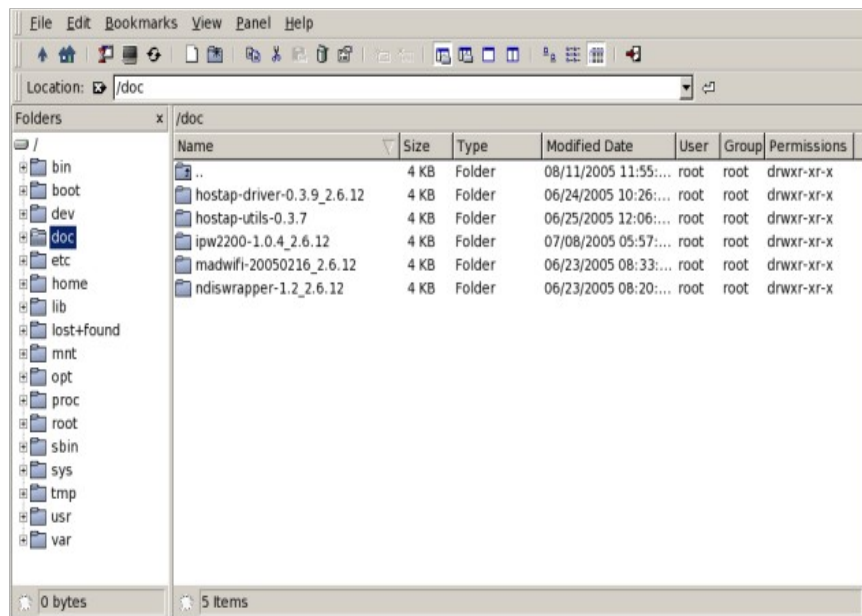 File Edit Bookmarks View Panel Help
Location: /doc
Folders x
/doc
/
bin
boot
dev
doc
etc
home
lib
lost+found
mnt
opt
proc
root
sbin
sys
tmp
usr
var
Name Size Type Modified Date User Group Permissions
.. 4 KB Folder 08/11/2005 11:55:... root root drwxr-xr-x
hostap-driver-0.3.9_2.6.12 4 KB Folder 06/24/2005 10:26:... root root drwxr-xr-x
hostap-utils-0.3.7 4 KB Folder 06/25/2005 12:06:... root root drwxr-xr-x
ipw2200-1.0.4_2.6.12 4 KB Folder 07/08/2005 05:57:... root root drwxr-xr-x
madwifi-20050216_2.6.12 4 KB Folder 06/23/2005 08:33:... root root drwxr-xr-x
ndiswrapper-1.2_2.6.12 4 KB Folder 06/23/2005 08:20:... root root drwxr-xr-x
0 bytes
5 Items